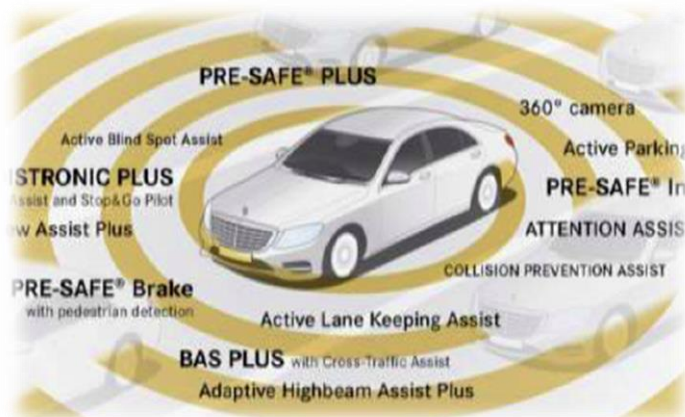 PRE-SAFE® PLUS
360° camera
Active Blind Spot Assist
Active Parking
STRONIC PLUS
PRE-SAFE® In
Assist and Stop&Go Pilot
w Assist Plus
ATTENTION ASSIS
COLLISION PREVENTION ASSIST
PRE-SAFE® Brake
with pedestrian detection
Active Lane Keeping Assist
BAS PLUS with Cross-Traffic Assist
Adaptive Highbeam Assist Plus